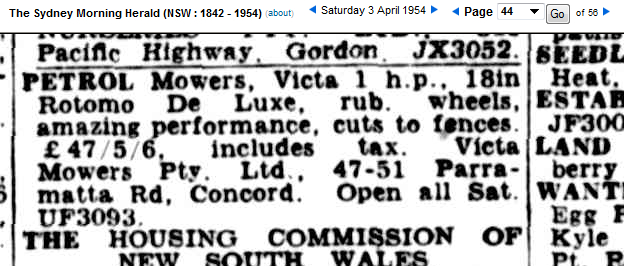 The Sydney Morning Herald (NSW : 1842 - 1954) (about) Saturday 3 April 1954 Page 44 Go of 56
Pacific Highway, Gordon. JX3052.
PETROL Mowers, Victa 1 h.p., 18in
Rotomo De Luxe, rub. wheels,
amazing performance, cuts to fences.
£47/5/6, includes tax. Victa
Mowers Pty. Ltd., 47-51 Parra-
matta Rd, Concord. Open all Sat.
UF3093.
THE HOUSING COMMISSION OF
NEW SOUTH WALES
SEEDL
Heat.
ESTAB
JF300
LAND
berry
WANT
Egg
Kyle
Pt.